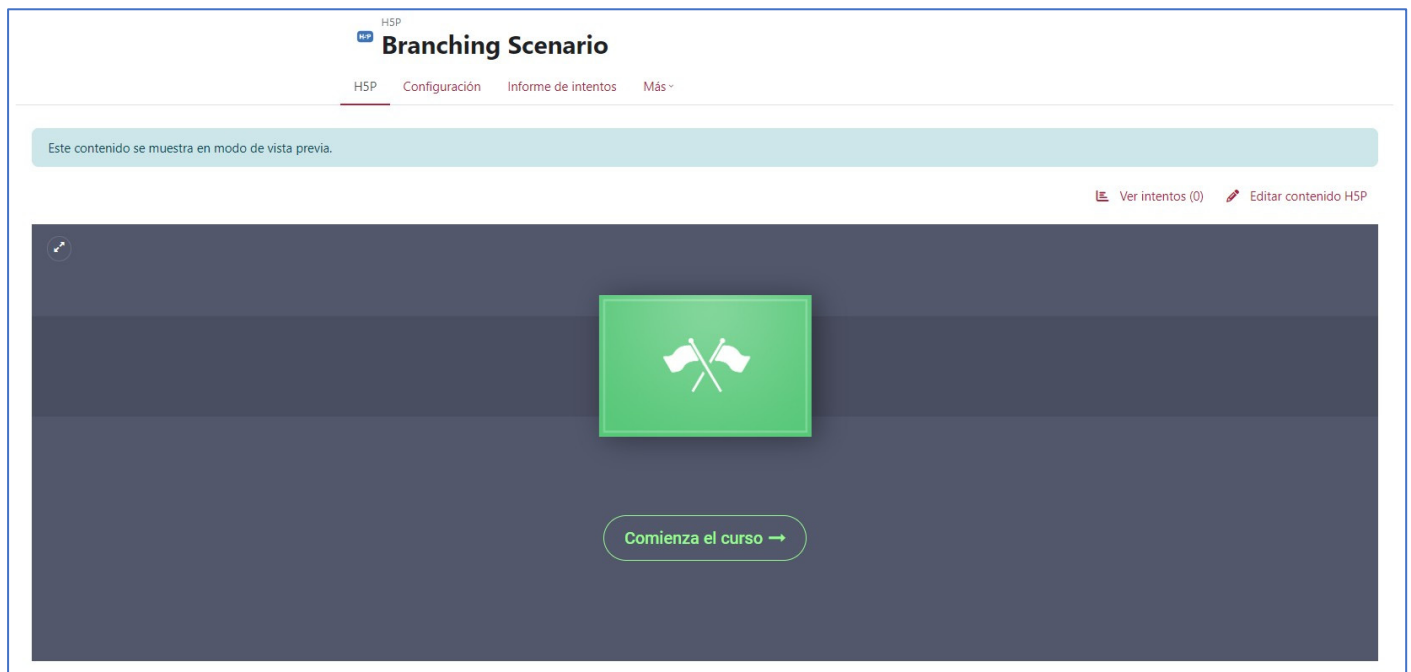 H5P
H-P
Branching Scenario
H5P Configuración Informe de intentos Más
Este contenido se muestra en modo de vista previa.
Ver intentos (0) Editar contenido H5P
Comienza el curso →